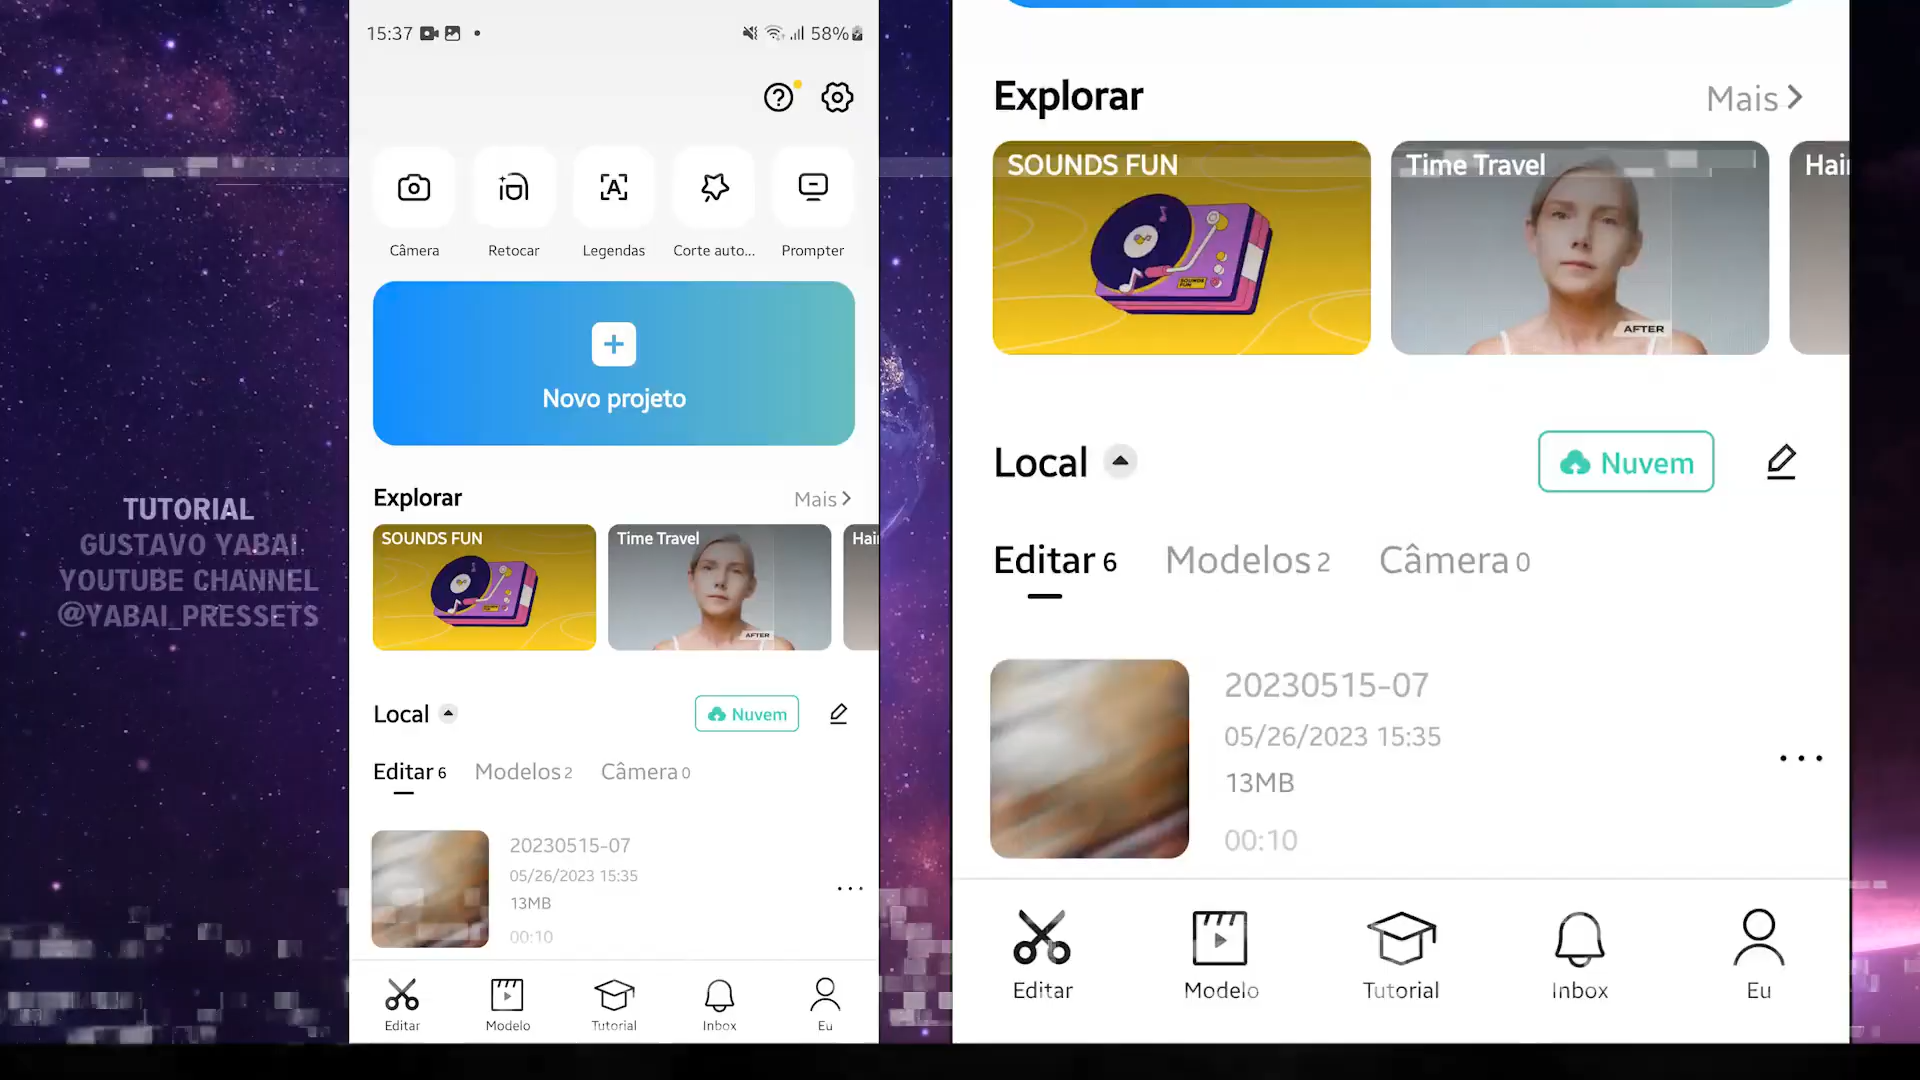 TUTORIAL
GUSTAVO YABAI
YOUTUBE CHANNEL
@YABAI_PRESSETS
15:37
58%
Câmera
Retocar
Legendas
Corte auto...
Prompter
Novo projeto
Explorar
Mais
SOUNDS FUN
Time Travel
Hai
AFTER
Local
Nuvem
Editar 6
Modelos 2
Câmera 0
20230515-07
05/26/2023 15:35
13MB
00:10
Editar
Modelo
Tutorial
Inbox
Eu
Explorar
Mais
SOUNDS FUN
Time Travel
Hair
SOUNDS FUN
AFTER
Local
Nuvem
Editar 6
Modelos 2
Câmera 0
20230515-07
05/26/2023 15:35
13MB
00:10
Editar
Modelo
Tutorial
Inbox
Eu